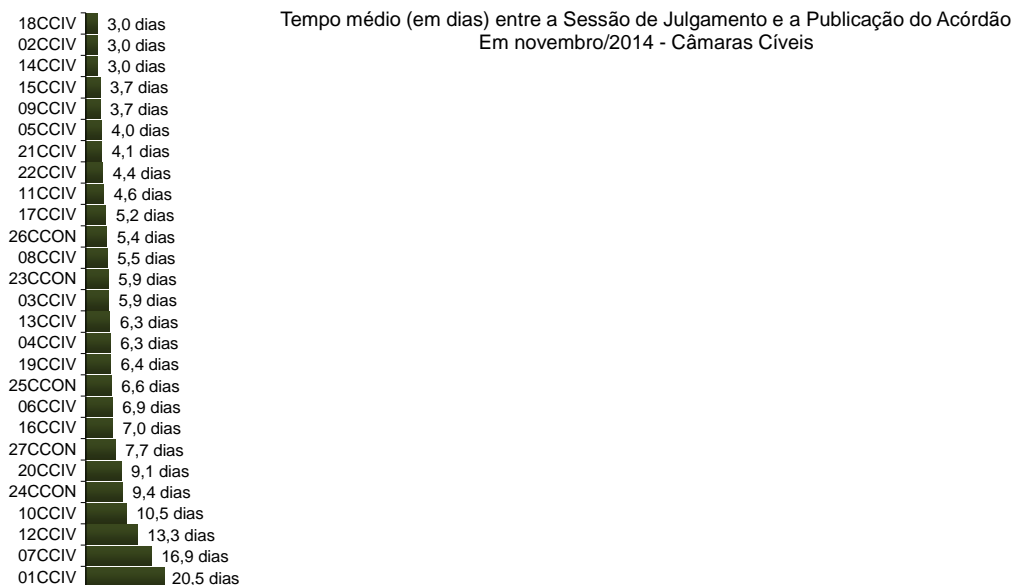 Tempo médio (em dias) entre a Sessão de Julgamento e a Publicação do Acórdão
Em novembro/2014 - Câmaras Cíveis
18CCIV 3,0 dias
02CCIV 3,0 dias
14CCIV 3,0 dias
15CCIV 3,7 dias
09CCIV 3,7 dias
05CCIV 4,0 dias
21CCIV 4,1 dias
22CCIV 4,4 dias
11CCIV 4,6 dias
17CCIV 5,2 dias
26CCON 5,4 dias
08CCIV 5,5 dias
23CCON 5,9 dias
03CCIV 5,9 dias
13CCIV 6,3 dias
04CCIV 6,3 dias
19CCIV 6,4 dias
25CCON 6,6 dias
06CCIV 6,9 dias
16CCIV 7,0 dias
27CCON 7,7 dias
20CCIV 9,1 dias
24CCON 9,4 dias
10CCIV 10,5 dias
12CCIV 13,3 dias
07CCIV 16,9 dias
01CCIV 20,5 dias